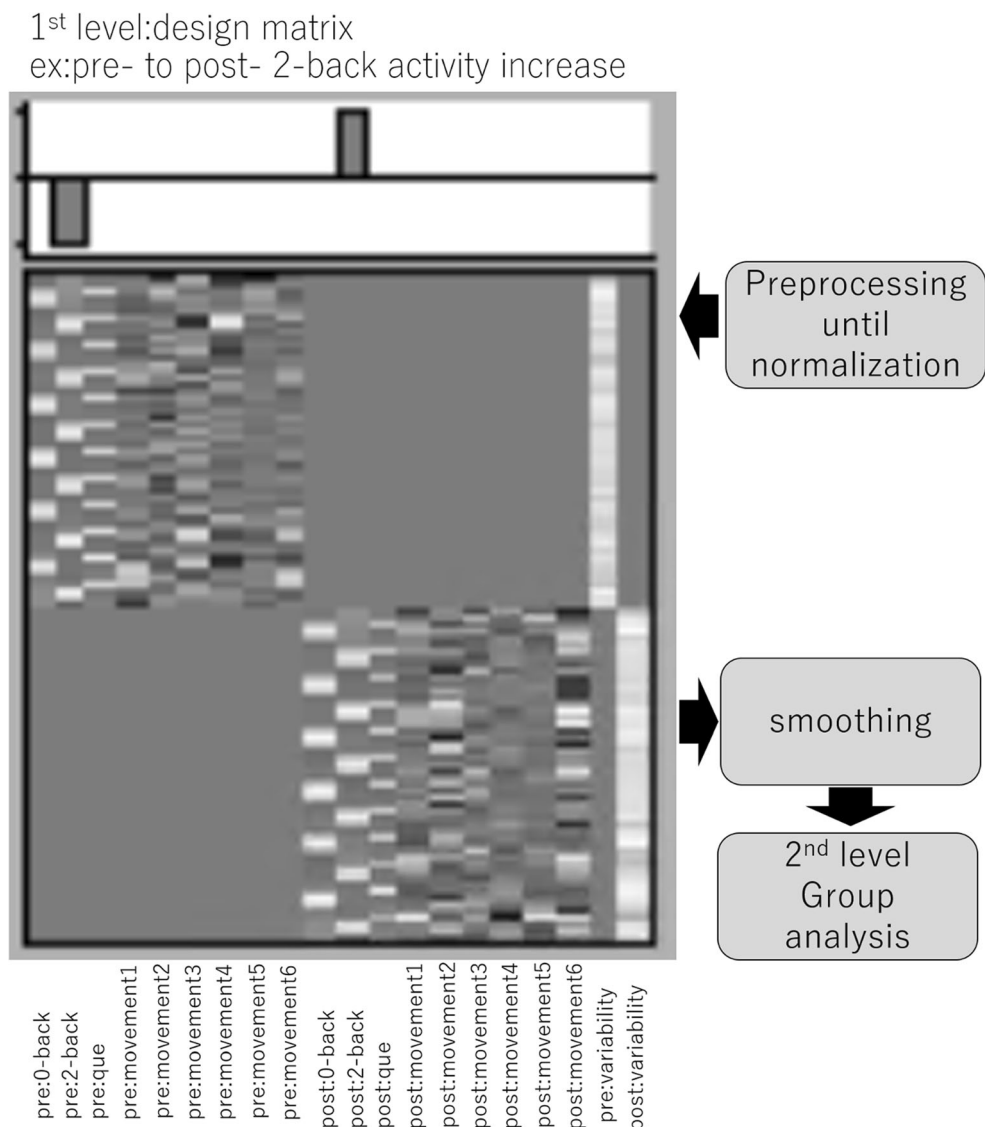 1st level:design matrix
ex:pre- to post- 2-back activity increase
Preprocessing
until
normalization
smoothing
2nd level
Group
analysis
pre:0-back
pre:2-back
pre:que
pre:movement1
pre:movement2
pre:movement3
pre:movement4
pre:movement5
pre:movement6
post:0-back
post:2-back
post:que
post:movement1
post:movement2
post:movement3
post:movement4
post:movement5
post:movement6
pre:variability
post:variability